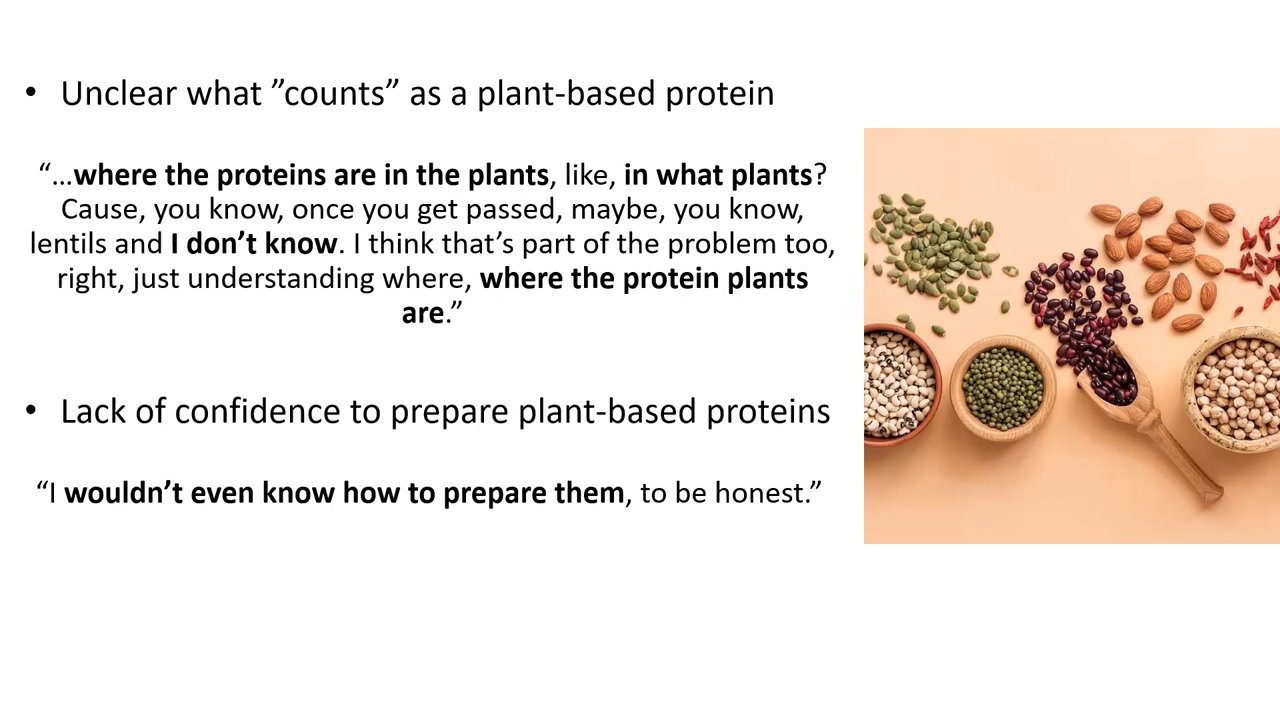 • Unclear what ”counts” as a plant-based protein
“…where the proteins are in the plants, like, in what plants?
Cause, you know, once you get passed, maybe, you know,
lentils and I don’t know. I think that’s part of the problem too,
right, just understanding where, where the protein plants
are.”
• Lack of confidence to prepare plant-based proteins
“I wouldn’t even know how to prepare them, to be honest.”